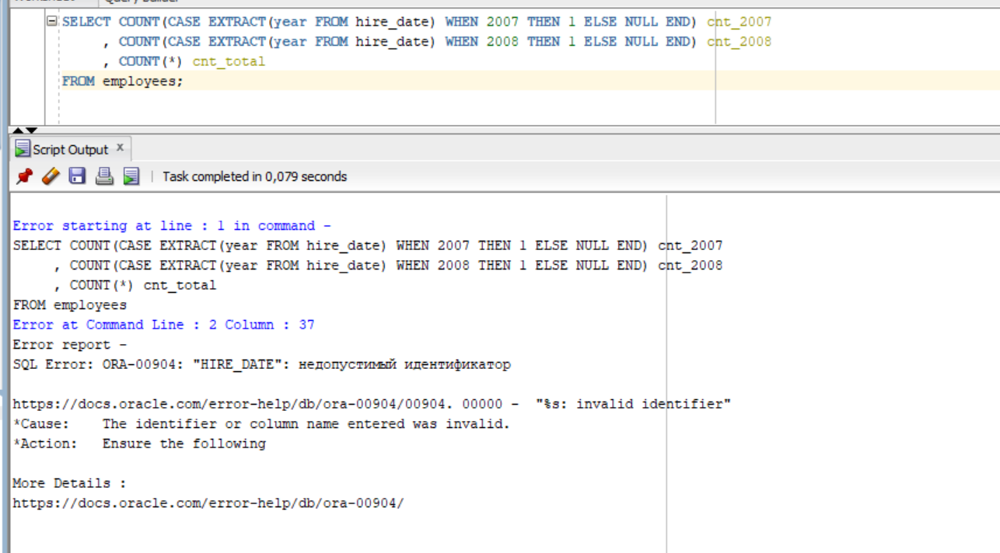 SELECT COUNT(CASE EXTRACT(year FROM hire_date) WHEN 2007 THEN 1 ELSE NULL END) cnt_2007
, COUNT(CASE EXTRACT(year FROM hire_date) WHEN 2008 THEN 1 ELSE NULL END) cnt_2008
, COUNT(*) cnt_total
FROM employees;
Script Output x
Task completed in 0,079 seconds
Error starting at line : 1 in command -
SELECT COUNT(CASE EXTRACT(year FROM hire_date) WHEN 2007 THEN 1 ELSE NULL END) cnt_2007
, COUNT(CASE EXTRACT(year FROM hire_date) WHEN 2008 THEN 1 ELSE NULL END) cnt_2008
, COUNT(*) cnt_total
FROM employees
Error at Command Line : 2 Column : 37
Error report -
SQL Error: ORA-00904: "HIRE_DATE": недопустимый идентификатор
https://docs.oracle.com/error-help/db/ora-00904/00904. 00000 -  "%s: invalid identifier"
*Cause:    The identifier or column name entered was invalid.
*Action:   Ensure the following
More Details :
https://docs.oracle.com/error-help/db/ora-00904/